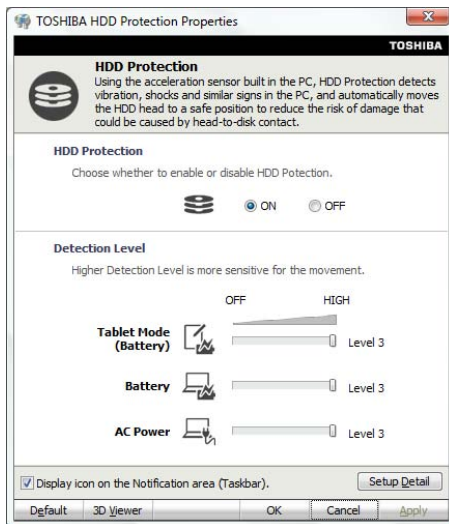 TOSHIBA HDD Protection Properties
TOSHIBA
HDD Protection
Using the acceleration sensor built in the PC, HDD Protection detects
vibration, shocks and similar signs in the PC, and automatically moves
the HDD head to a safe position to reduce the risk of damage that
could be caused by head-to-disk contact.
HDD Protection
Choose whether to enable or disable HDD Potection.
ON OFF
Detection Level
Higher Detection Level is more sensitive for the movement.
OFF HIGH
Tablet Mode
(Battery) Level 3
Battery Level 3
AC Power Level 3
Display icon on the Notification area (Taskbar). Setup Detail
Default 3D Viewer OK Cancel Apply